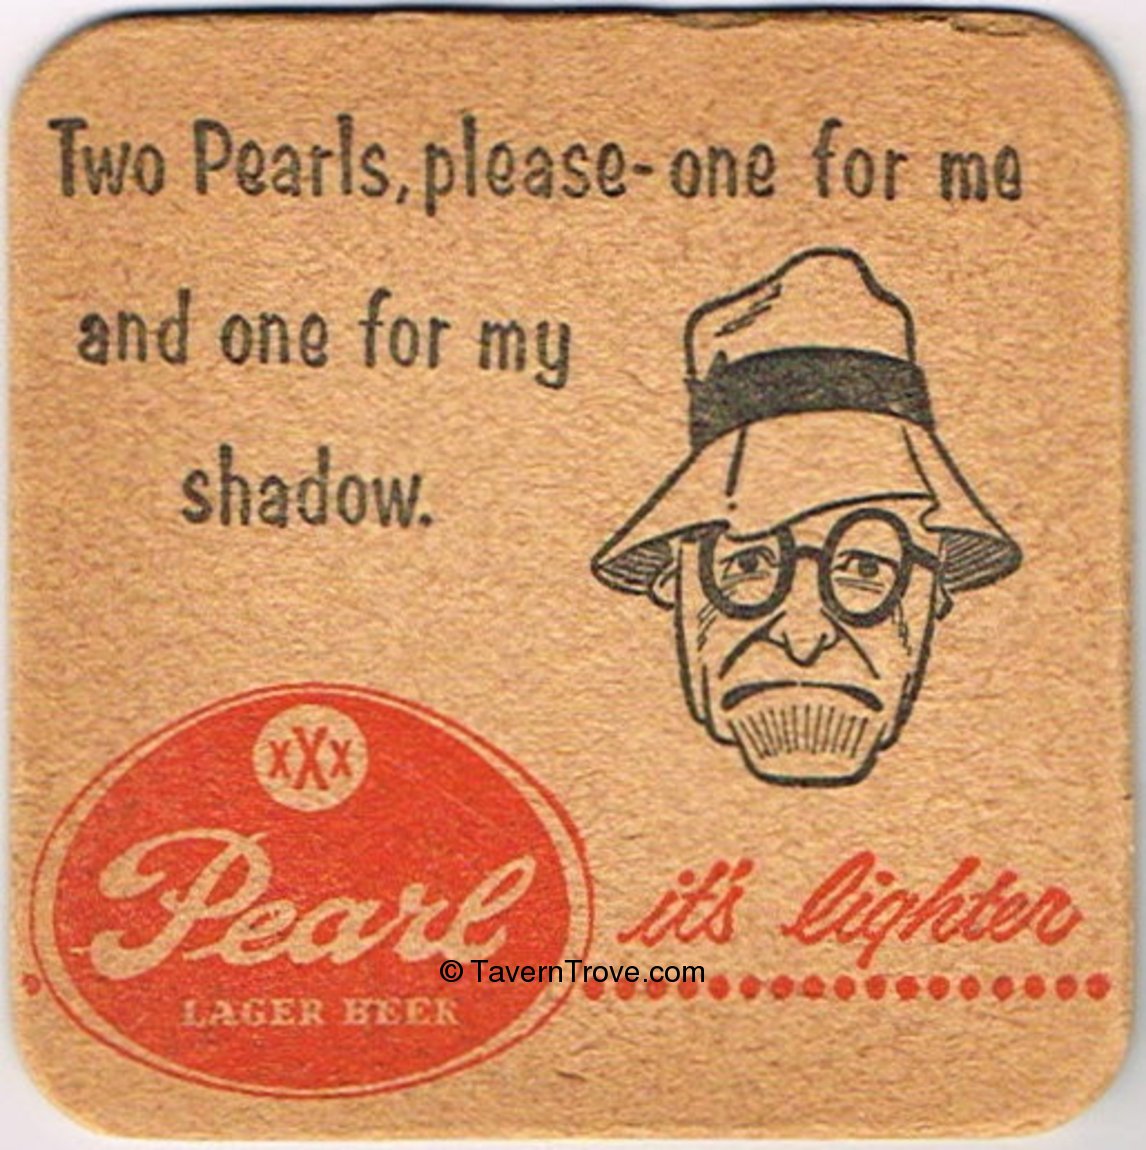 Two Pearls, please-one for me
and one for my
shadow.
xXx
Pearl
LAGER BEER
it's lighter
© TavernTrove.com